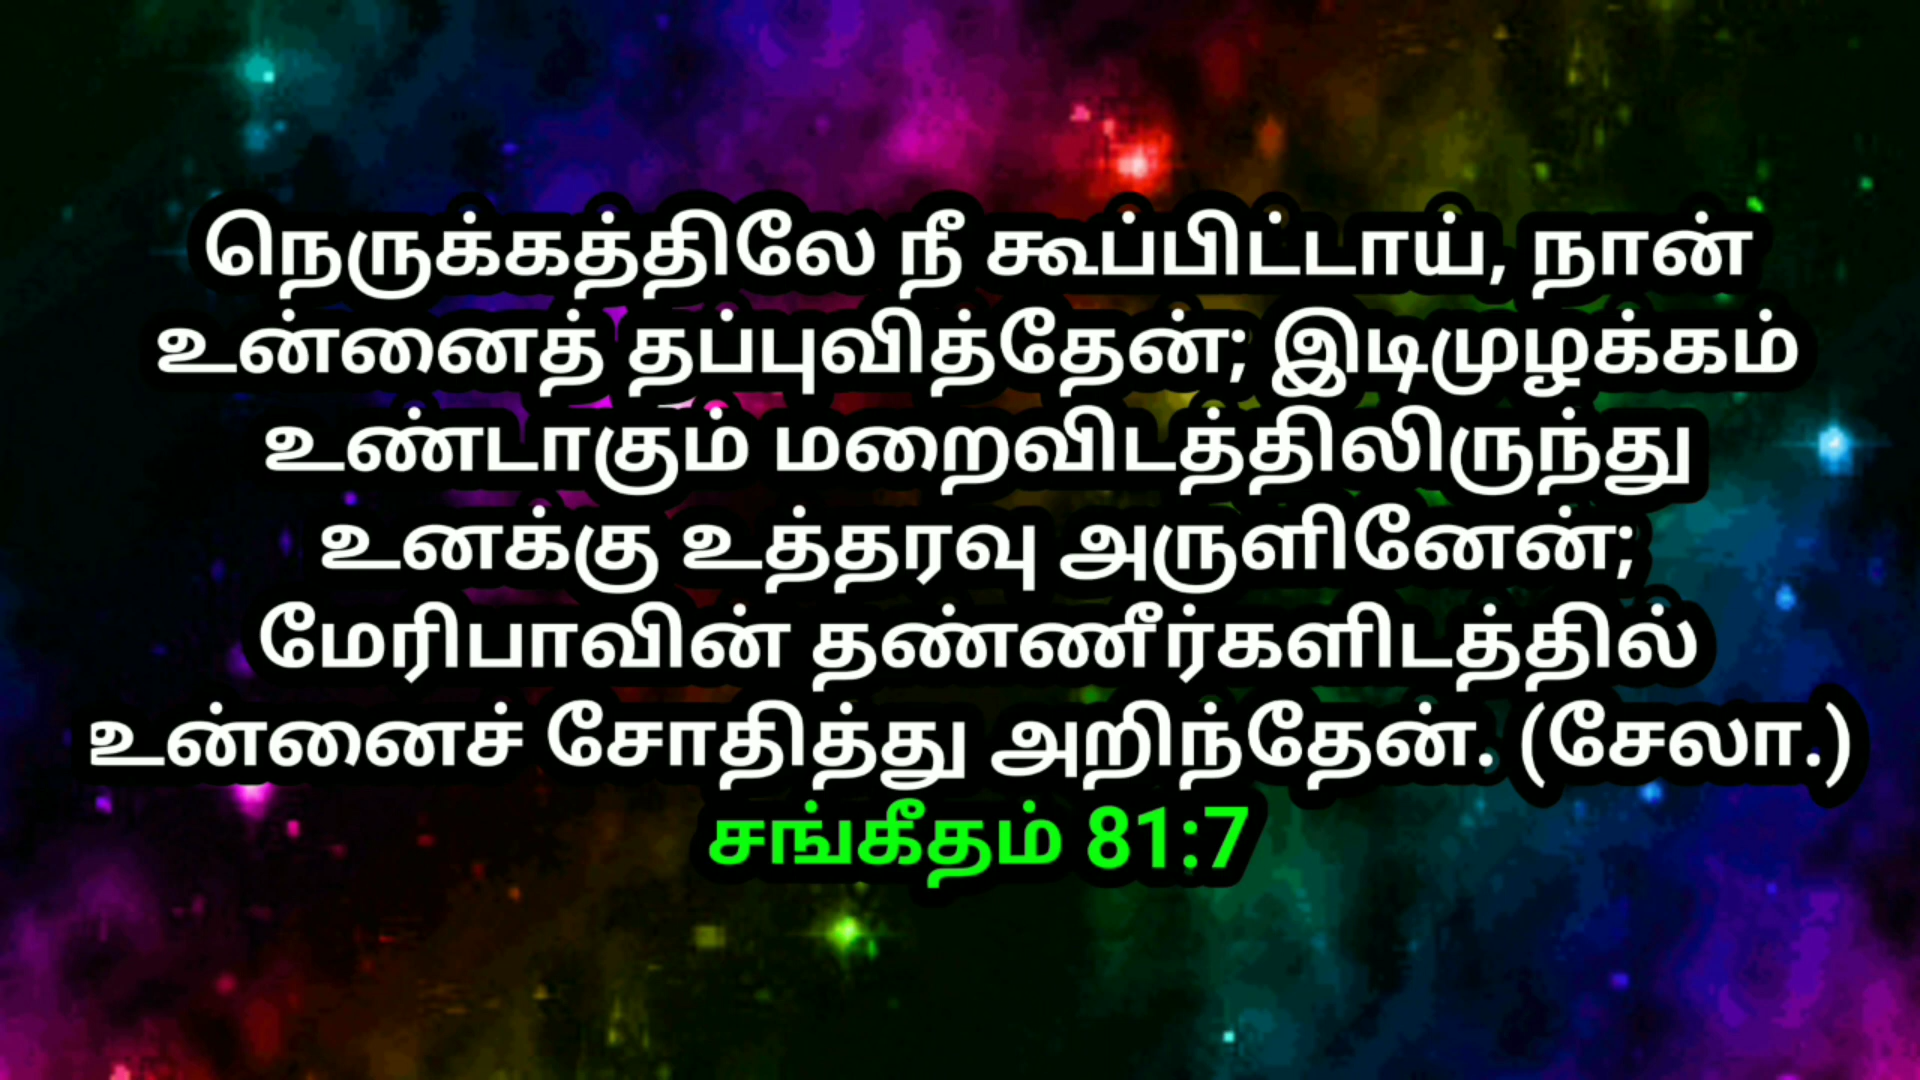 நெருக்கத்திலே நீ கூப்பிட்டாய், நான்
உன்னைத் தப்புவித்தேன்; இடிமுழக்கம்
உண்டாகும் மறைவிடத்திலிருந்து
உனக்கு உத்தரவு அருளினேன்;
மேரிபாவின் தண்ணீர்களிடத்தில்
உன்னைச் சோதித்து அறிந்தேன். (சேலா.)
சங்கீதம் 81:7